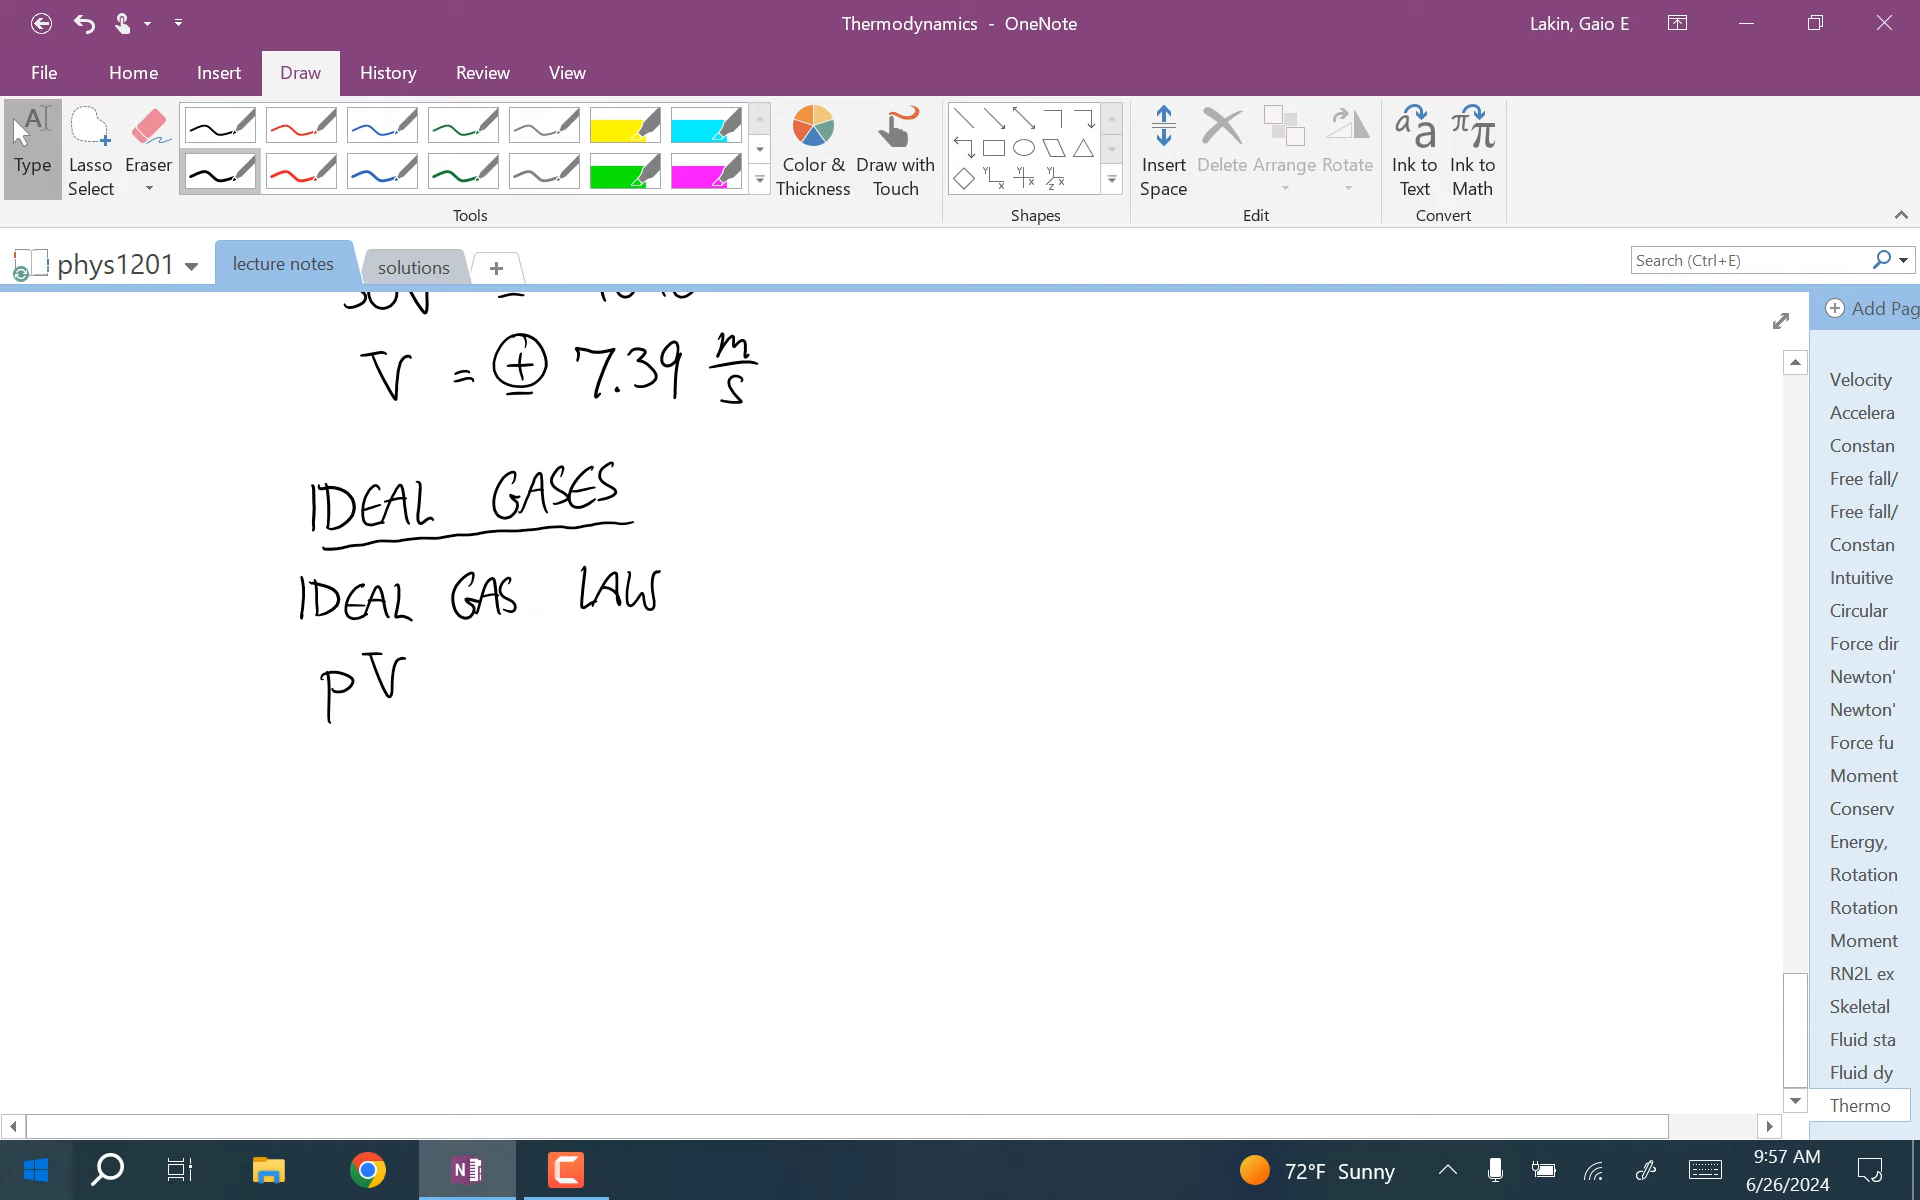 Thermodynamics - OneNote
Lakin, Gaio E
File Home Insert Draw History Review View
Type
Lasso Select
Eraser
Color & Thickness
Draw with Touch
Insert Space
Delete
Arrange
Rotate
Ink to Text
Ink to Math
Tools
Shapes
Edit
Convert
phys1201
lecture notes
solutions
Search (Ctrl+E)
Add Pag
V = ± 7.39 m/s
IDEAL GASES
IDEAL GAS LAW
pV
Velocity
Accelera
Constan
Free fall/
Free fall/
Constan
Intuitive
Circular
Force dir
Newton'
Newton'
Force fu
Moment
Conserv
Energy,
Rotation
Rotation
Moment
RN2L ex
Skeletal
Fluid sta
Fluid dy
Thermo
72°F Sunny
9:57 AM
6/26/2024